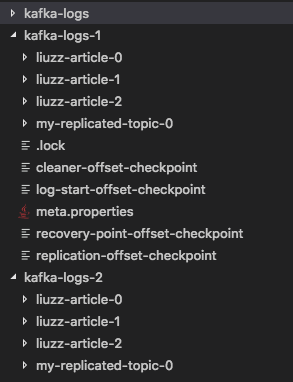 kafka-logs
kafka-logs-1
liuzz-article-0
liuzz-article-1
liuzz-article-2
my-replicated-topic-0
.lock
cleaner-offset-checkpoint
log-start-offset-checkpoint
meta.properties
recovery-point-offset-checkpoint
replication-offset-checkpoint
kafka-logs-2
liuzz-article-0
liuzz-article-1
liuzz-article-2
my-replicated-topic-0